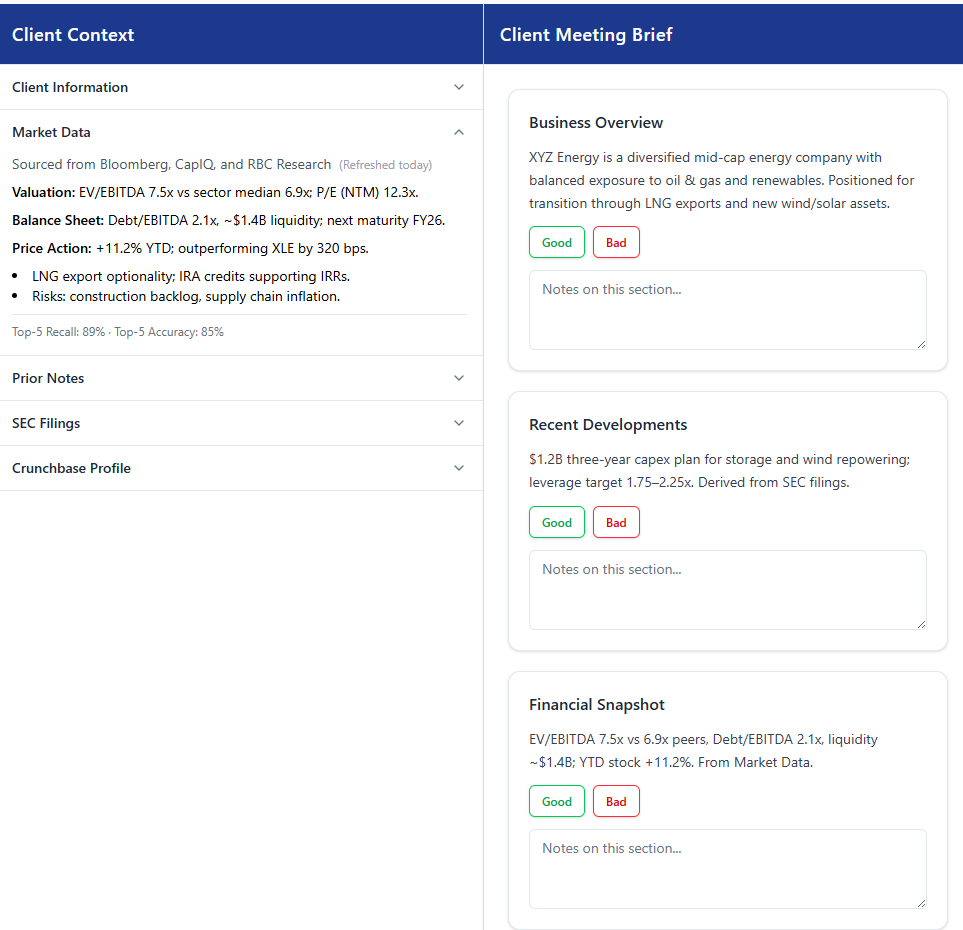 Client Context
Client Information
Market Data
Sourced from Bloomberg, CapIQ, and RBC Research (Refreshed today)
Valuation: EV/EBITDA 7.5x vs sector median 6.9x; P/E (NTM) 12.3x.
Balance Sheet: Debt/EBITDA 2.1x, ~$1.4B liquidity; next maturity FY26.
Price Action: +11.2% YTD; outperforming XLE by 320 bps.
• LNG export optionality; IRA credits supporting IRRs.
• Risks: construction backlog, supply chain inflation.
Top-5 Recall: 89% · Top-5 Accuracy: 85%
Prior Notes
SEC Filings
Crunchbase Profile
Client Meeting Brief
Business Overview
XYZ Energy is a diversified mid-cap energy company with
balanced exposure to oil & gas and renewables. Positioned for
transition through LNG exports and new wind/solar assets.
Good Bad
Notes on this section...
Recent Developments
$1.2B three-year capex plan for storage and wind repowering;
leverage target 1.75–2.25x. Derived from SEC filings.
Good Bad
Notes on this section...
Financial Snapshot
EV/EBITDA 7.5x vs 6.9x peers, Debt/EBITDA 2.1x, liquidity
~$1.4B; YTD stock +11.2%. From Market Data.
Good Bad
Notes on this section...